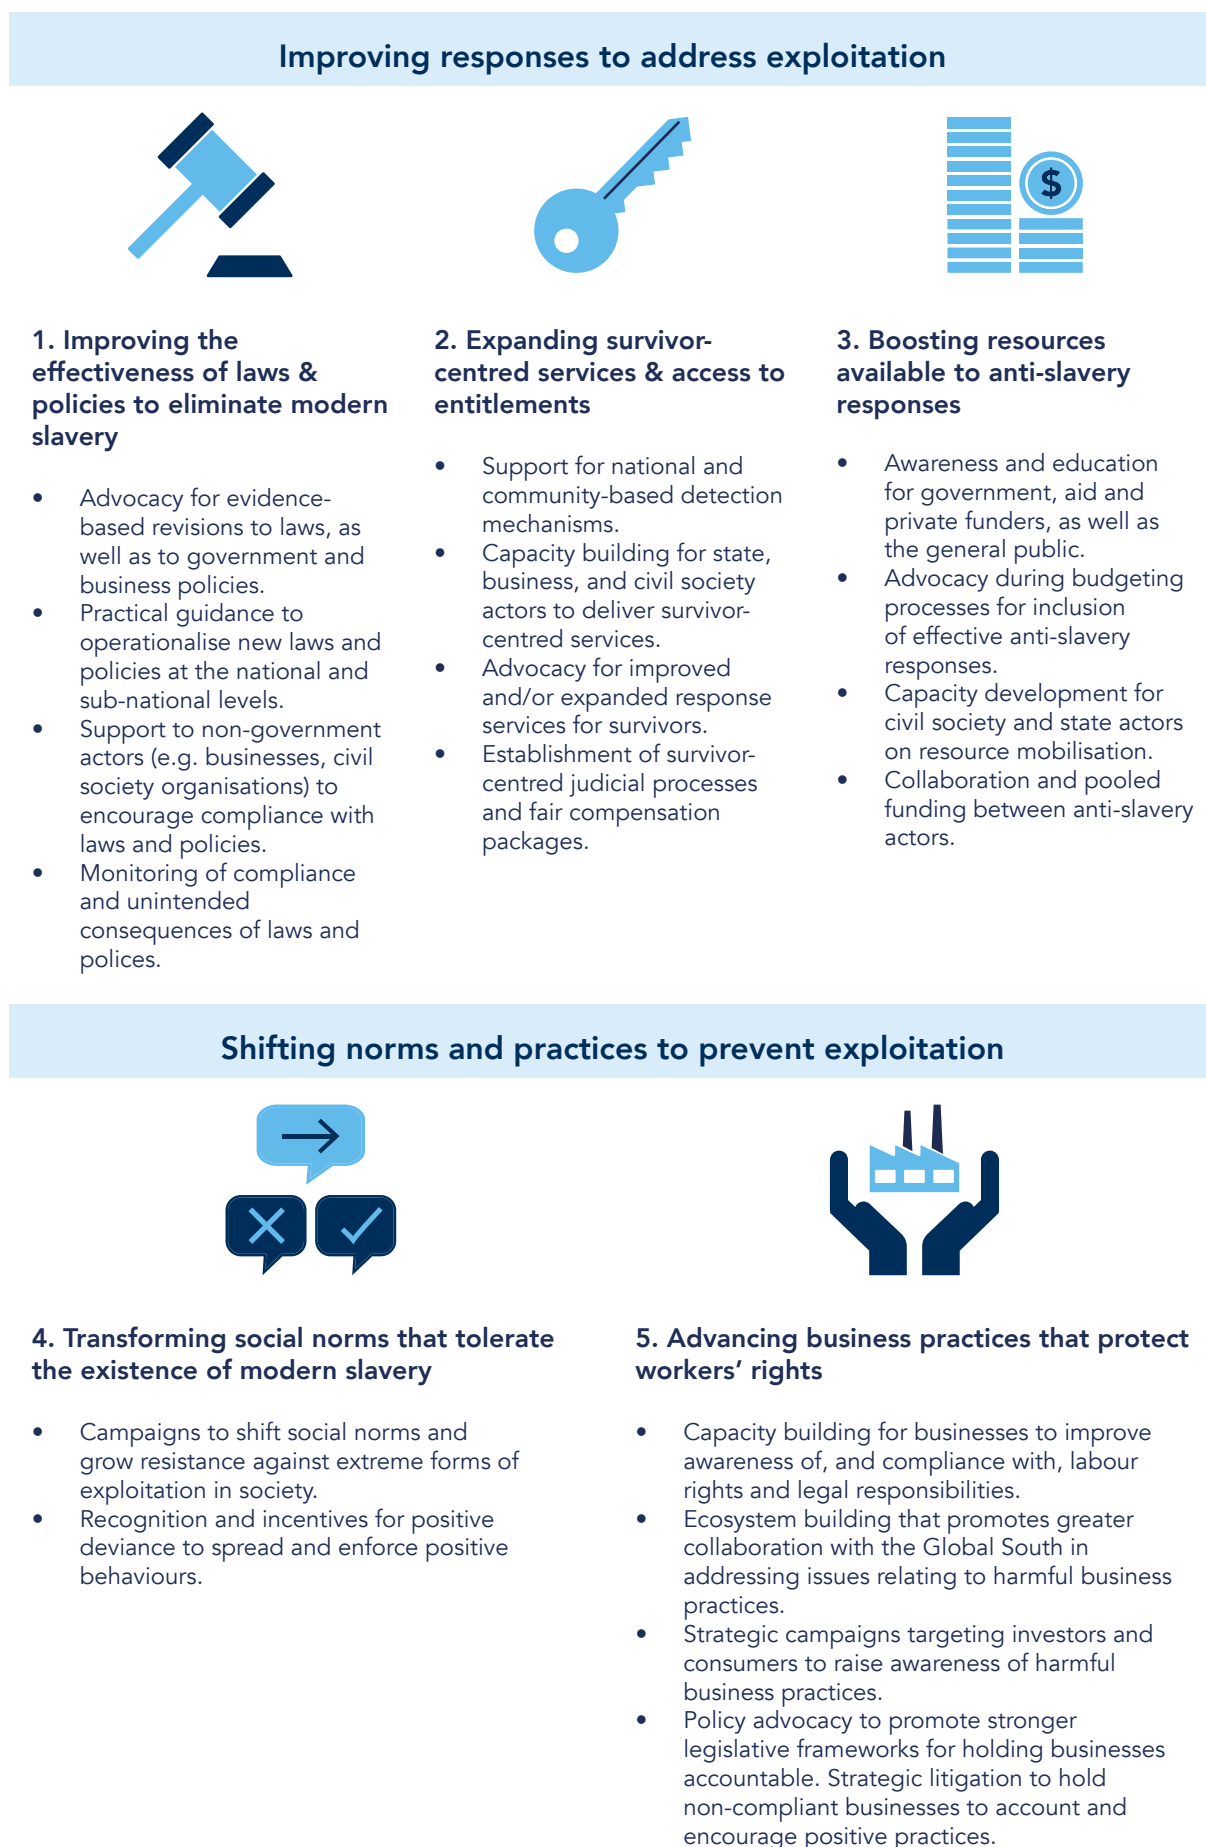 Improving responses to address exploitation
$
1. Improving the
effectiveness of laws &
policies to eliminate modern
slavery
• Advocacy for evidence-
based revisions to laws, as
well as to government and
business policies.
• Practical guidance to
operationalise new laws and
policies at the national and
sub-national levels.
• Support to non-government
actors (e.g. businesses, civil
society organisations) to
encourage compliance with
laws and policies.
• Monitoring of compliance
and unintended
consequences of laws and
polices.
2. Expanding survivor-
centred services & access to
entitlements
• Support for national and
community-based detection
mechanisms.
• Capacity building for state,
business, and civil society
actors to deliver survivor-
centred services.
• Advocacy for improved
and/or expanded response
services for survivors.
• Establishment of survivor-
centred judicial processes
and fair compensation
packages.
3. Boosting resources
available to anti-slavery
responses
• Awareness and education
for government, aid and
private funders, as well as
the general public.
• Advocacy during budgeting
processes for inclusion
of effective anti-slavery
responses.
• Capacity development for
civil society and state actors
on resource mobilisation.
• Collaboration and pooled
funding between anti-slavery
actors.
Shifting norms and practices to prevent exploitation
4. Transforming social norms that tolerate
the existence of modern slavery
• Campaigns to shift social norms and
grow resistance against extreme forms of
exploitation in society.
• Recognition and incentives for positive
deviance to spread and enforce positive
behaviours.
5. Advancing business practices that protect
workers’ rights
• Capacity building for businesses to improve
awareness of, and compliance with, labour
rights and legal responsibilities.
• Ecosystem building that promotes greater
collaboration with the Global South in
addressing issues relating to harmful business
practices.
• Strategic campaigns targeting investors and
consumers to raise awareness of harmful
business practices.
• Policy advocacy to promote stronger
legislative frameworks for holding businesses
accountable. Strategic litigation to hold
non-compliant businesses to account and
encourage positive practices.